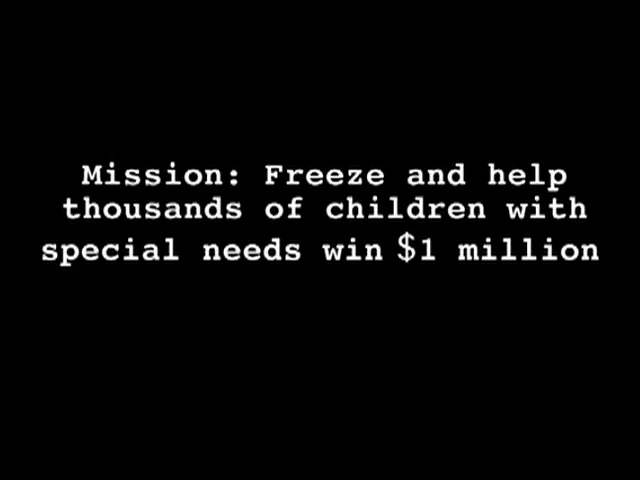 Mission: Freeze and help
thousands of children with
special needs win $1 million